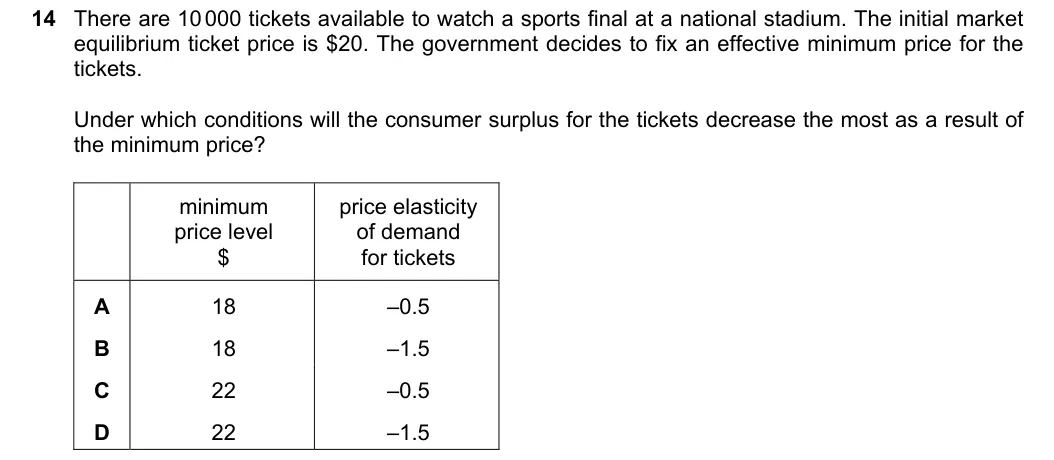 14 There are 10 000 tickets available to watch a sports final at a national stadium. The initial market
equilibrium ticket price is $20. The government decides to fix an effective minimum price for the
tickets.
Under which conditions will the consumer surplus for the tickets decrease the most as a result of
the minimum price?
minimum price level $ price elasticity of demand for tickets
A 18 –0.5
B 18 –1.5
C 22 –0.5
D 22 –1.5